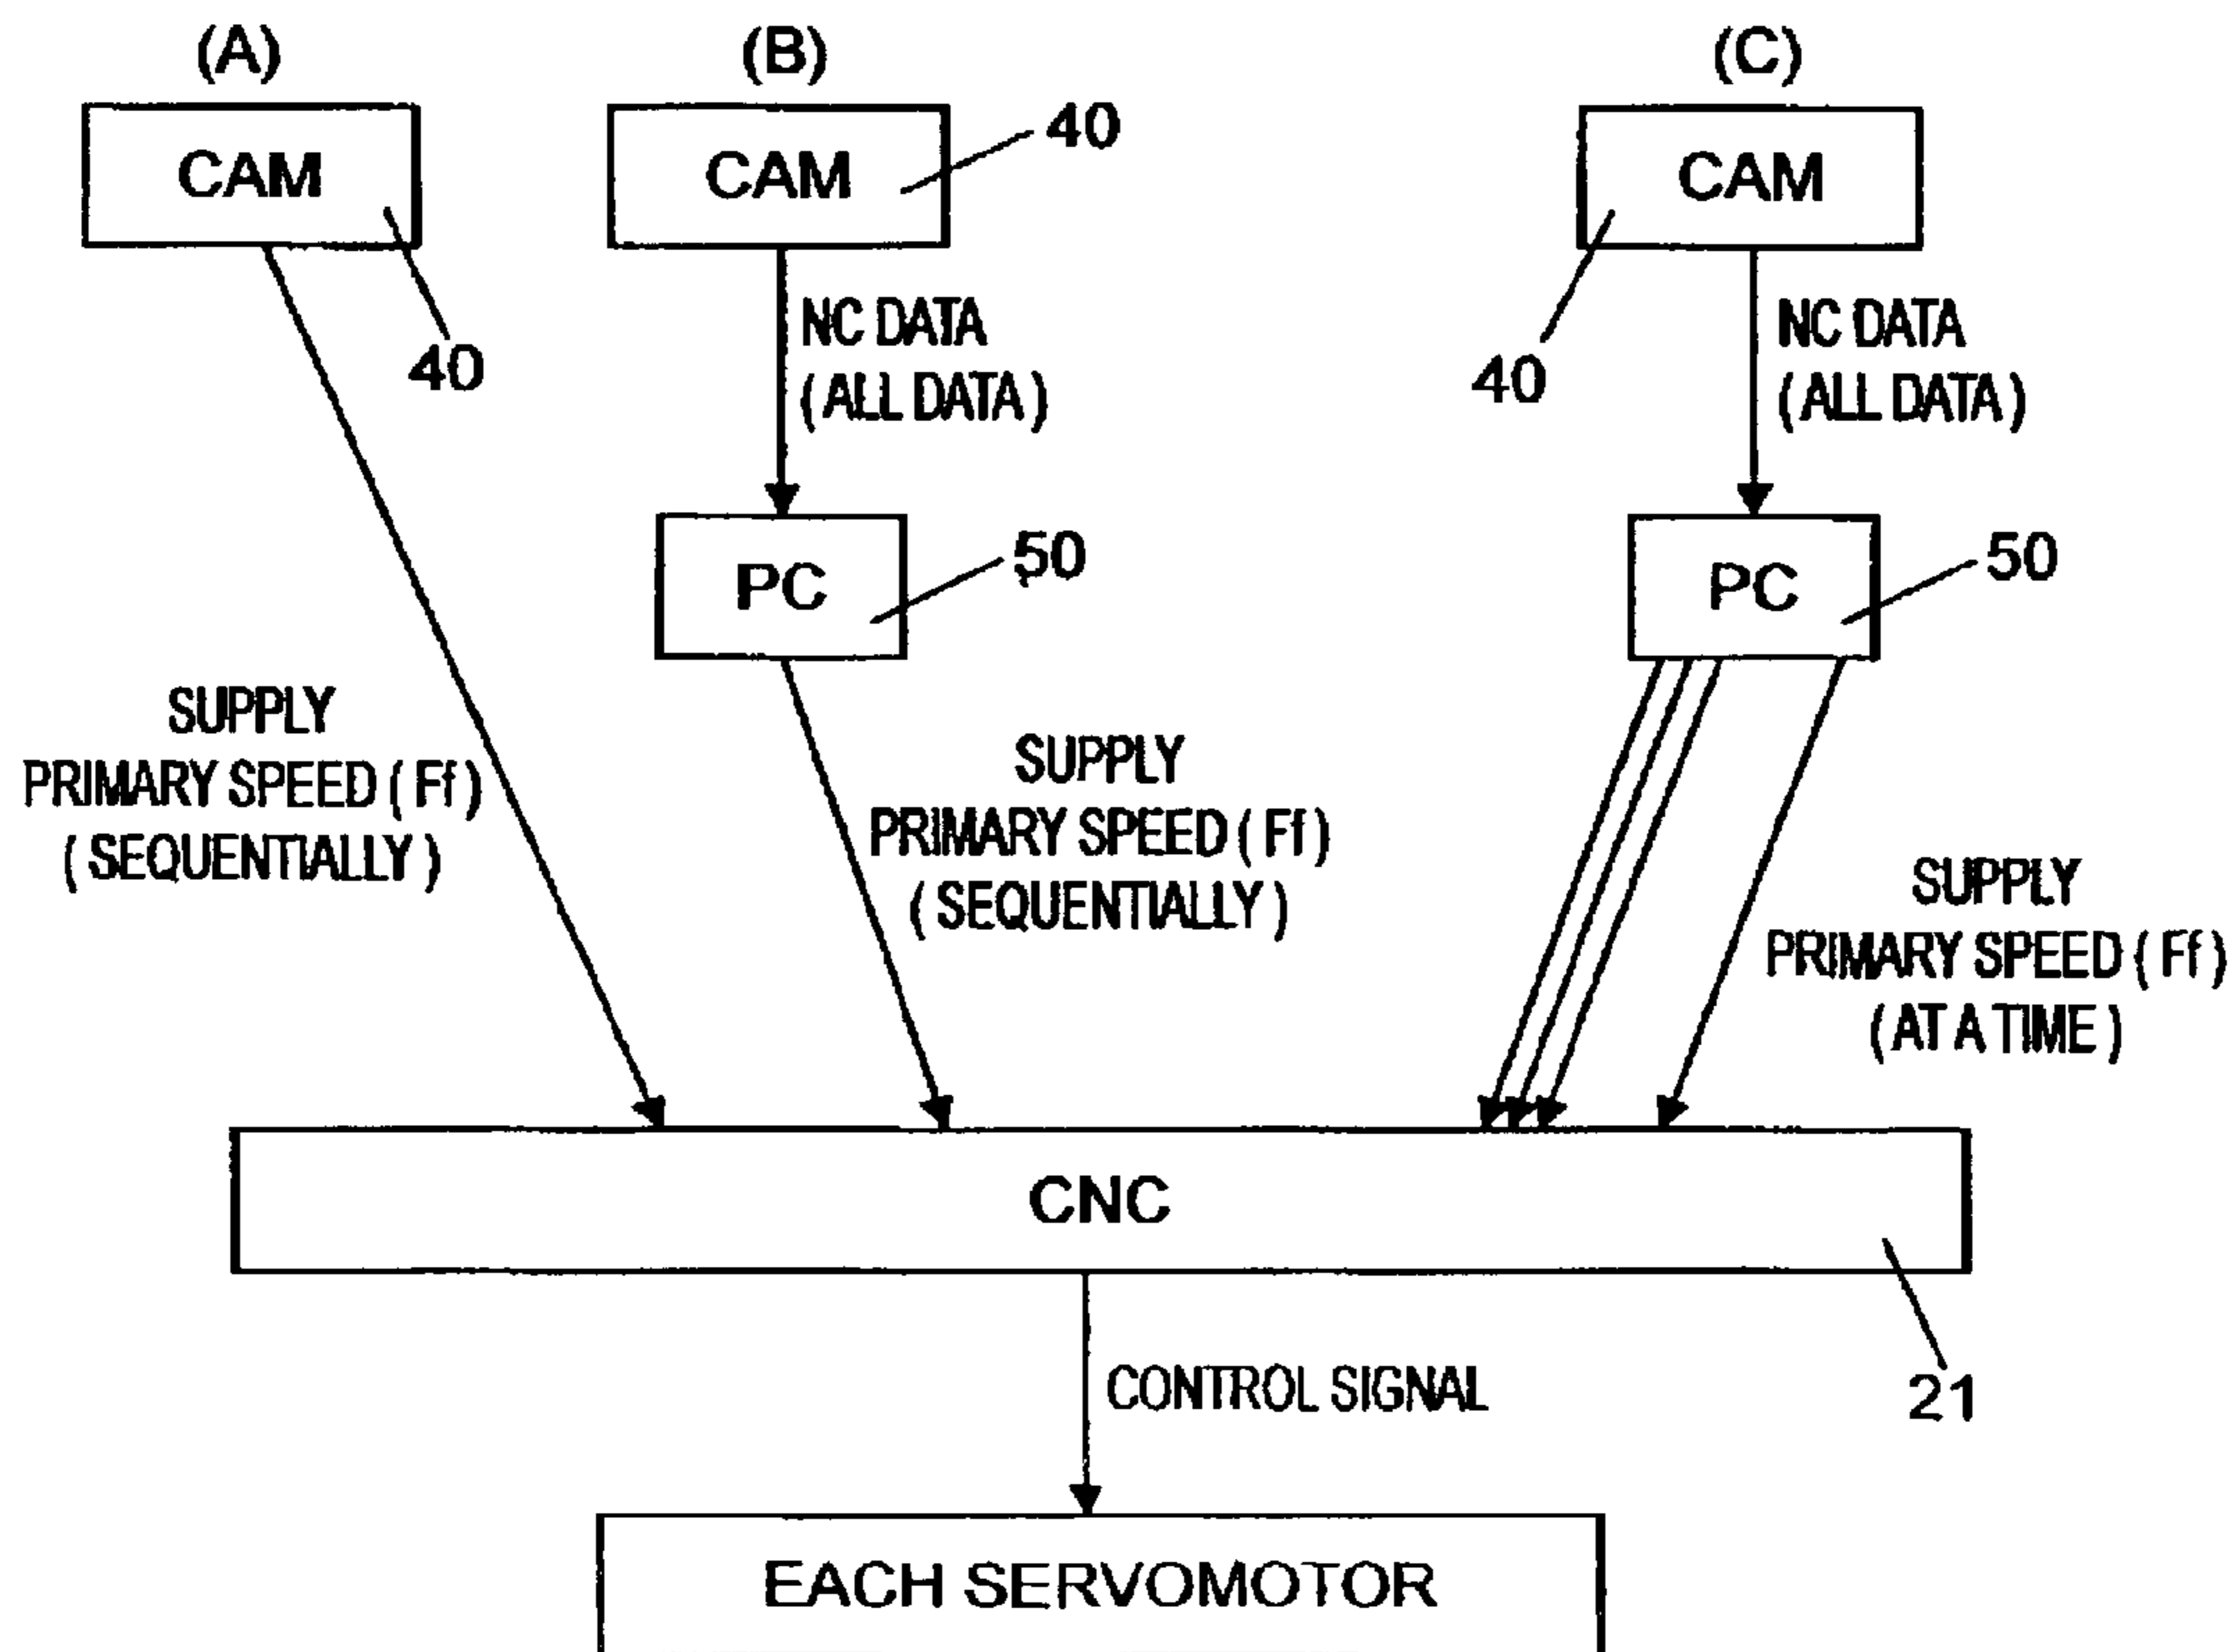 (A)
(B)
(C)
CAM
CAM
40
CAM
40
NC DATA
(ALL DATA)
40
NC DATA
(ALL DATA)
PC
50
PC
50
SUPPLY
PRIMARY SPEED (Ff)
(SEQUENTIALLY)
SUPPLY
PRIMARY SPEED (Ff)
(SEQUENTIALLY)
SUPPLY
PRIMARY SPEED (Ff)
(AT A TIME)
CNC
21
CONTROL SIGNAL
EACH SERVOMOTOR